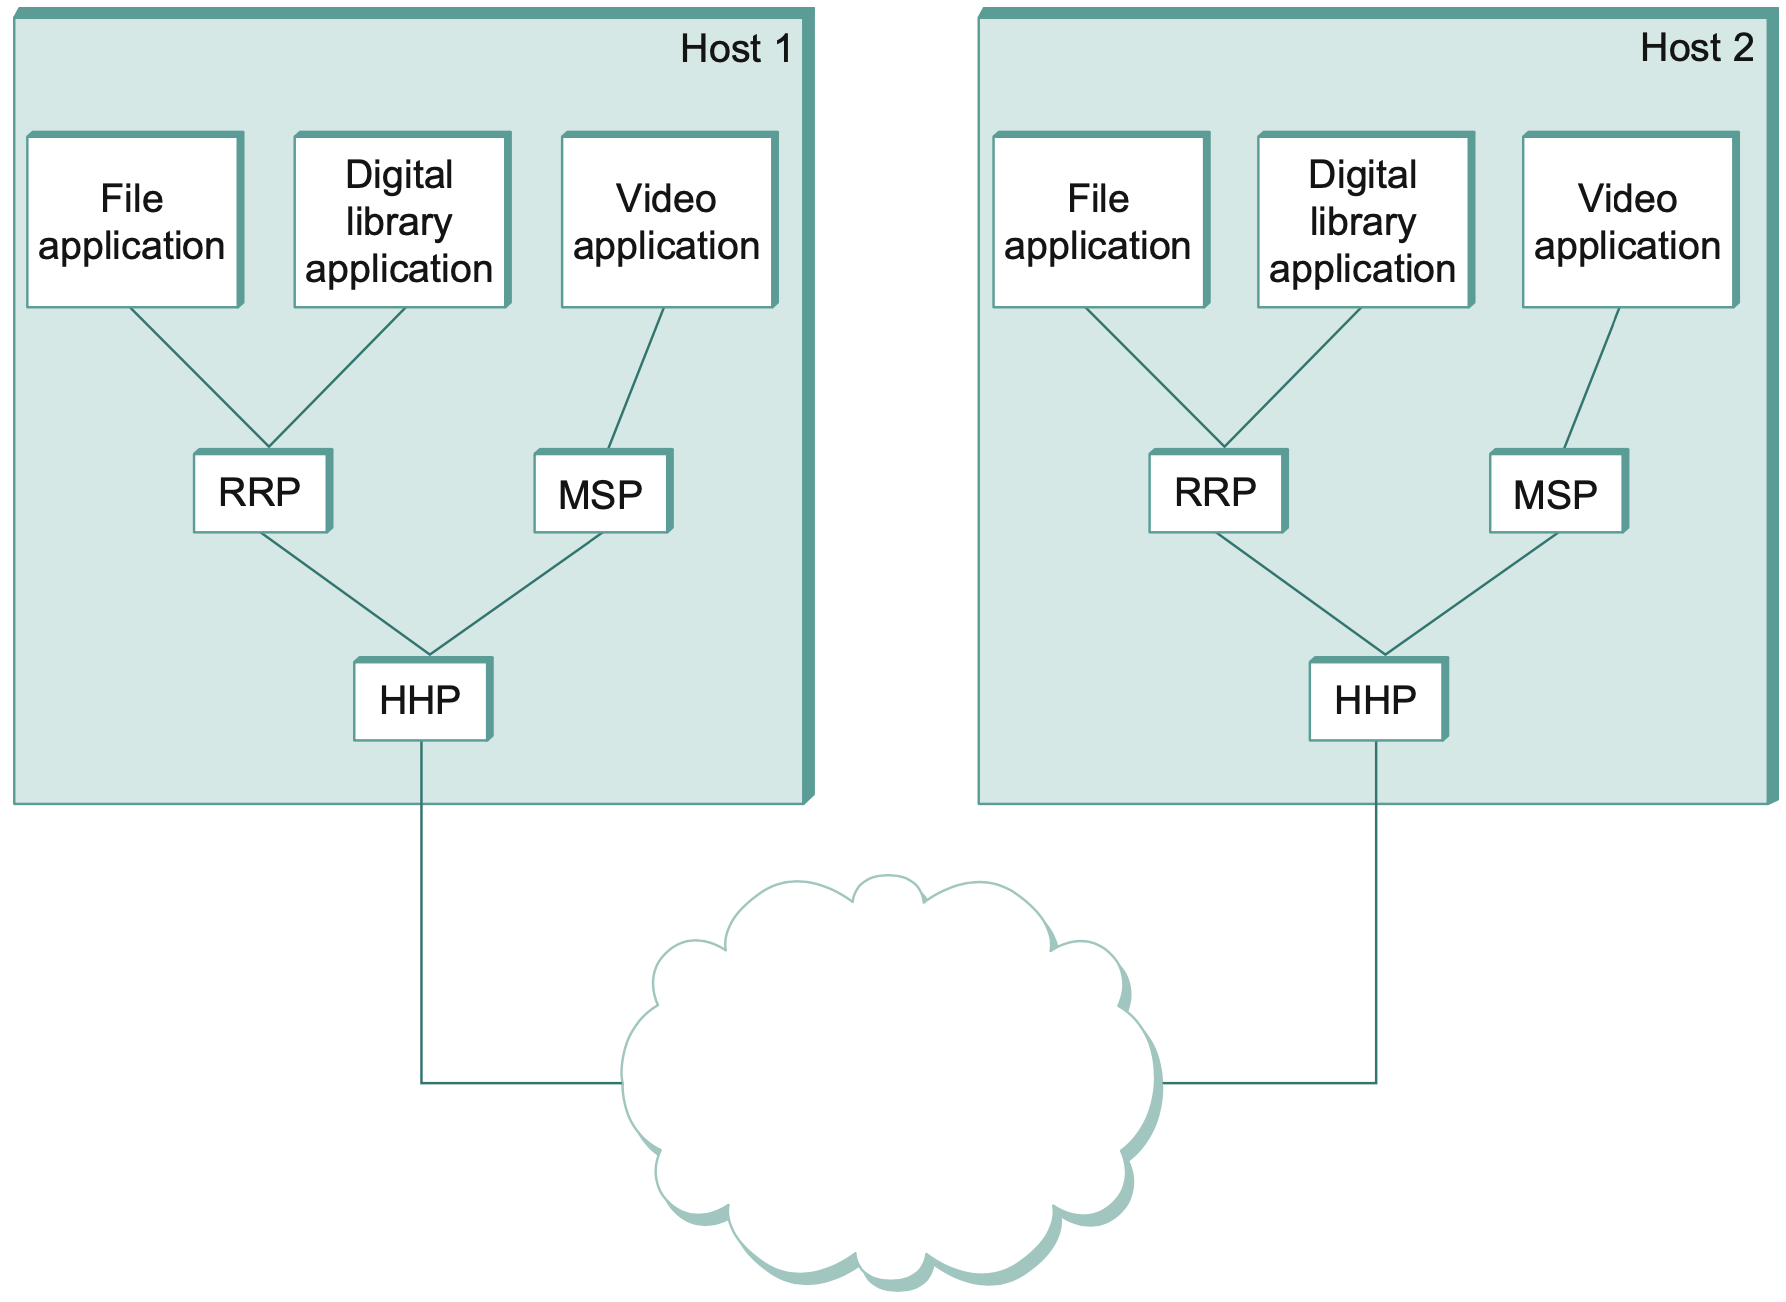 Host 1
File
application
Digital
library
application
Video
application
RRP
MSP
HHP
Host 2
File
application
Digital
library
application
Video
application
RRP
MSP
HHP